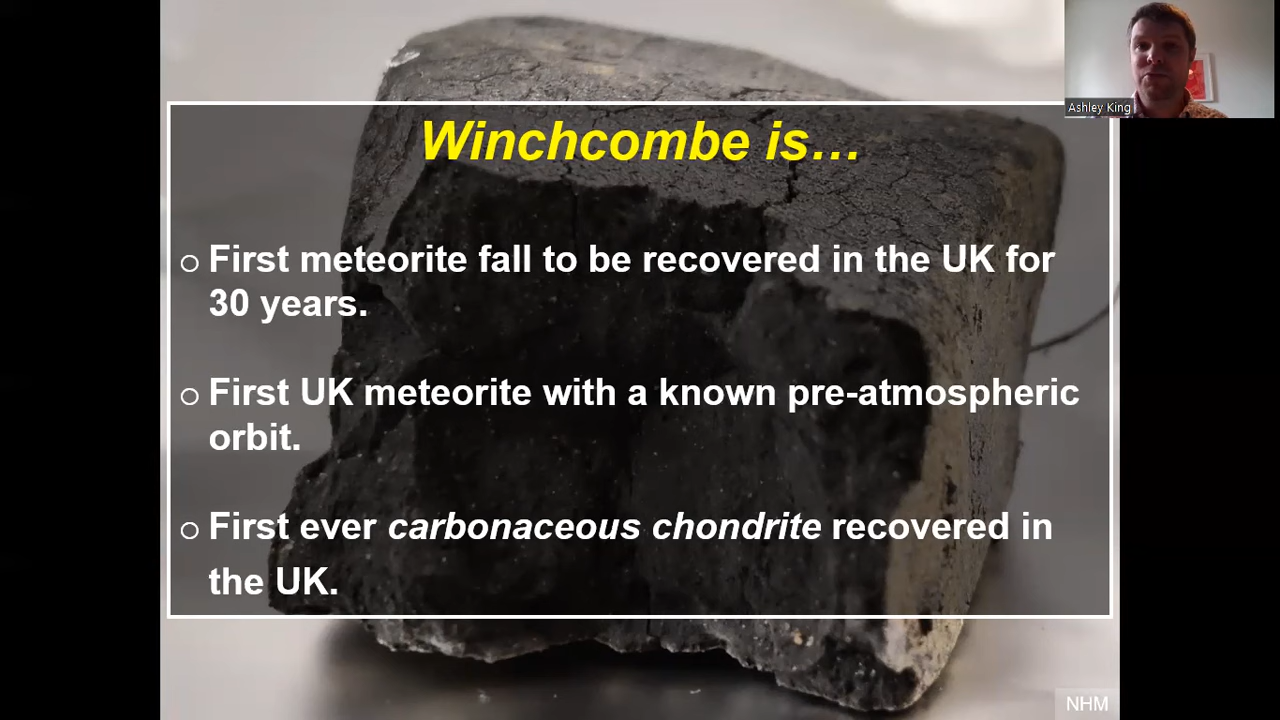 Ashley King
Winchcombe is…
○ First meteorite fall to be recovered in the UK for
30 years.
○ First UK meteorite with a known pre-atmospheric
orbit.
○ First ever carbonaceous chondrite recovered in
the UK.
NHM